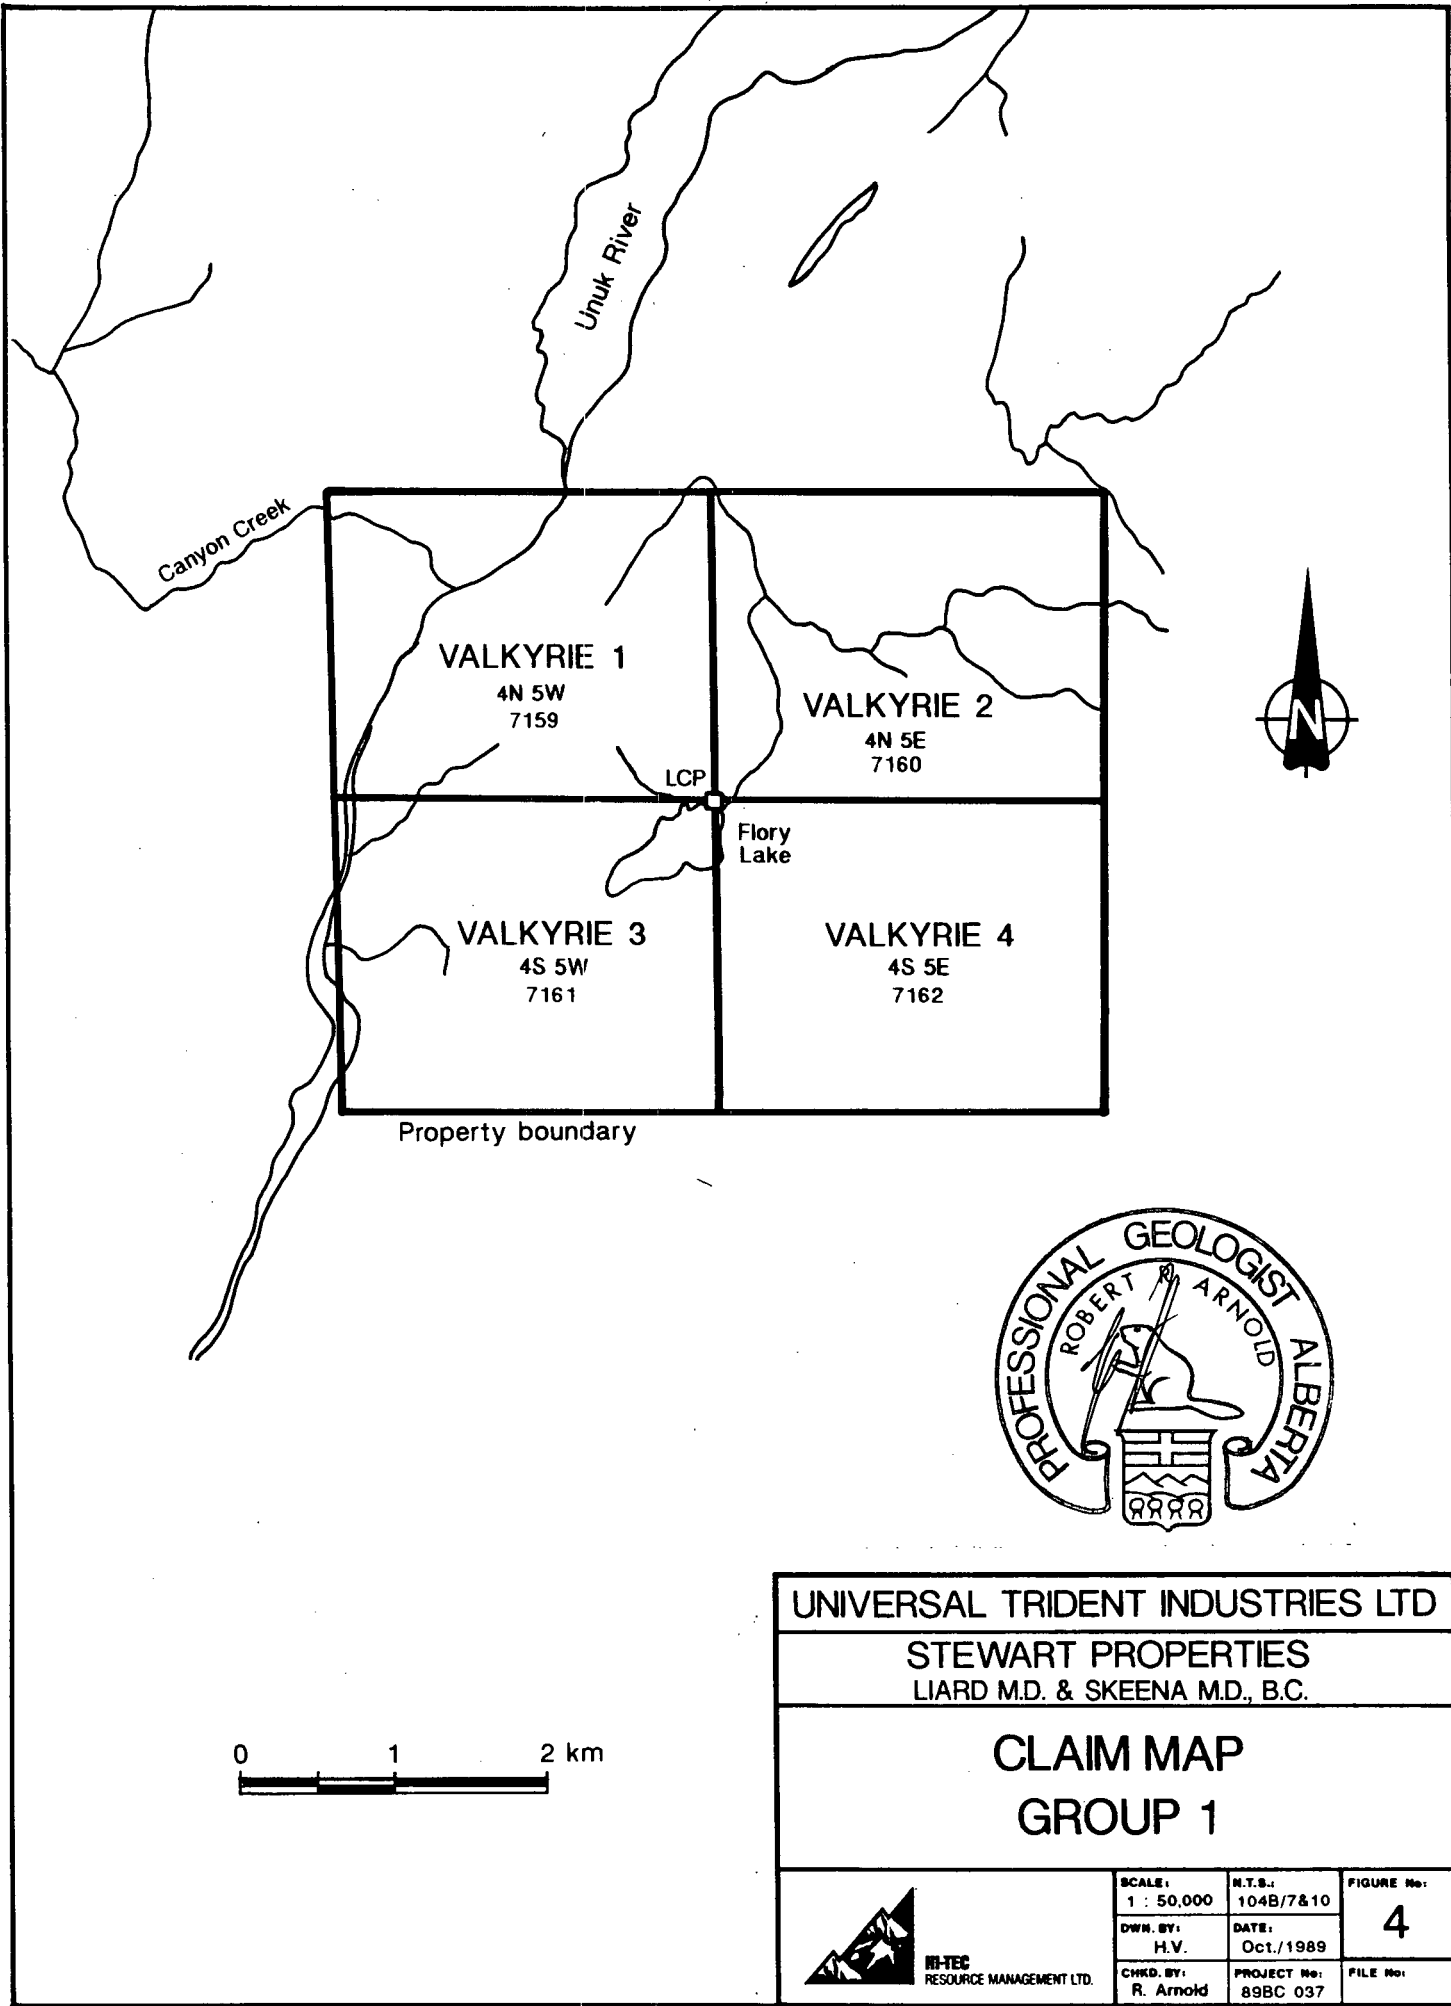 Unuk River
Canyon Creek
VALKYRIE 1
4N 5W
7159
VALKYRIE 2
4N 5E
7160
LCP
Flory
Lake
VALKYRIE 3
4S 5W
7161
VALKYRIE 4
4S 5E
7162
Property boundary
N
PROFESSIONAL GEOLOGIST ALBERTA
ROBERT R. ARNOLD
0 1 2 km
UNIVERSAL TRIDENT INDUSTRIES LTD
STEWART PROPERTIES
LIARD M.D. & SKEENA M.D., B.C.
CLAIM MAP
GROUP 1
HI-TEC
RESOURCE MANAGEMENT LTD.
SCALE:
1 : 50,000
N.T.S.:
104B/7&10
FIGURE No:
4
DWN. BY:
H.V.
DATE:
Oct./1989
CHKD. BY:
R. Arnold
PROJECT No:
89BC 037
FILE No: